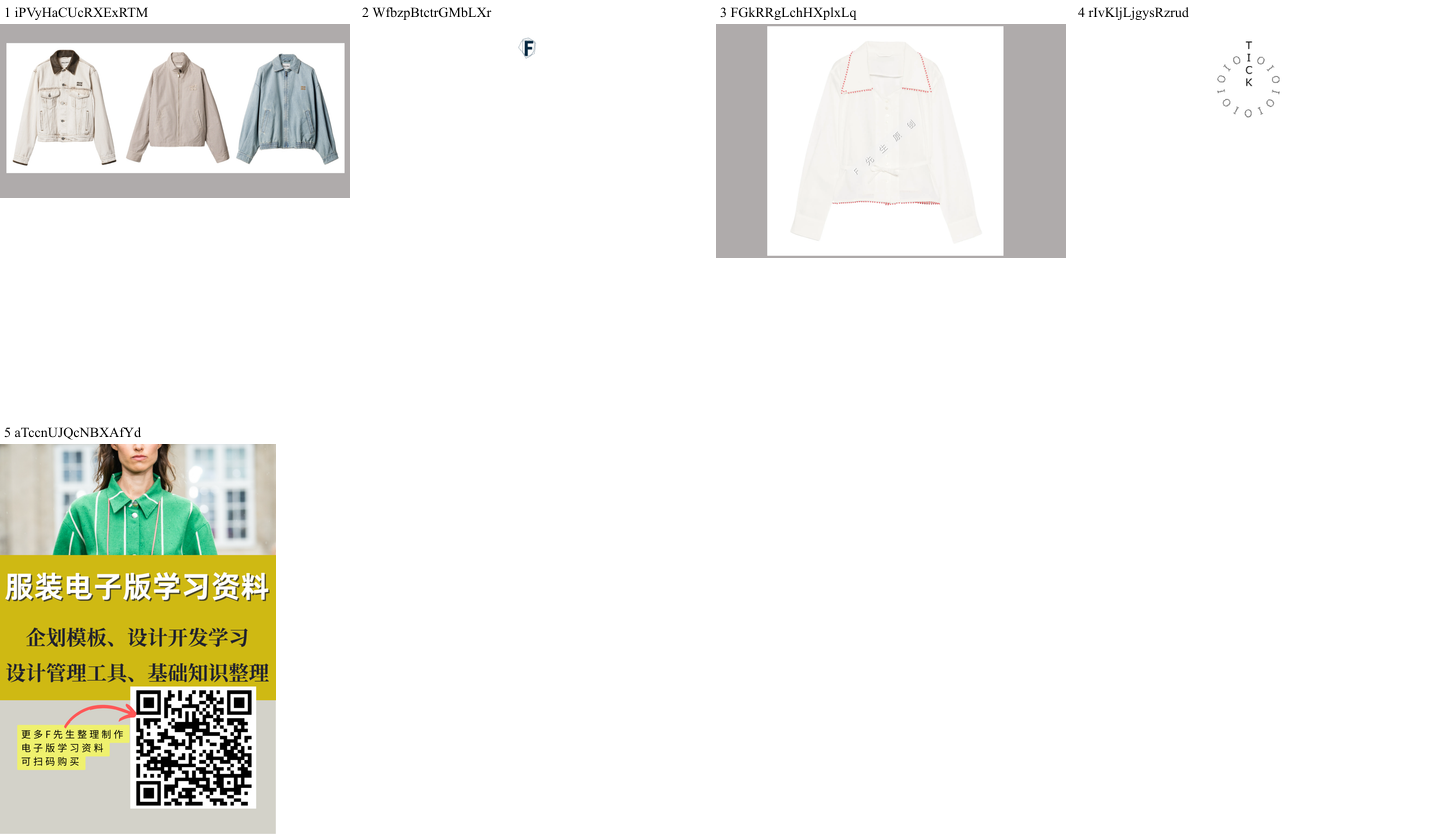 1 iPVyHaCUcRXExRTM
2 WfbzpBtctrGMbLXr
3 FGkRRgLchHXplxLq
4 rIvKljLjgysRzrud
F
TICK
IOIOIOIOIOIOIO
5 aTccnUJQcNBXAfYd
服装电子版学习资料
企划模板、设计开发学习
设计管理工具、基础知识整理
更多F先生整理制作
电子版学习资料
可扫码购买